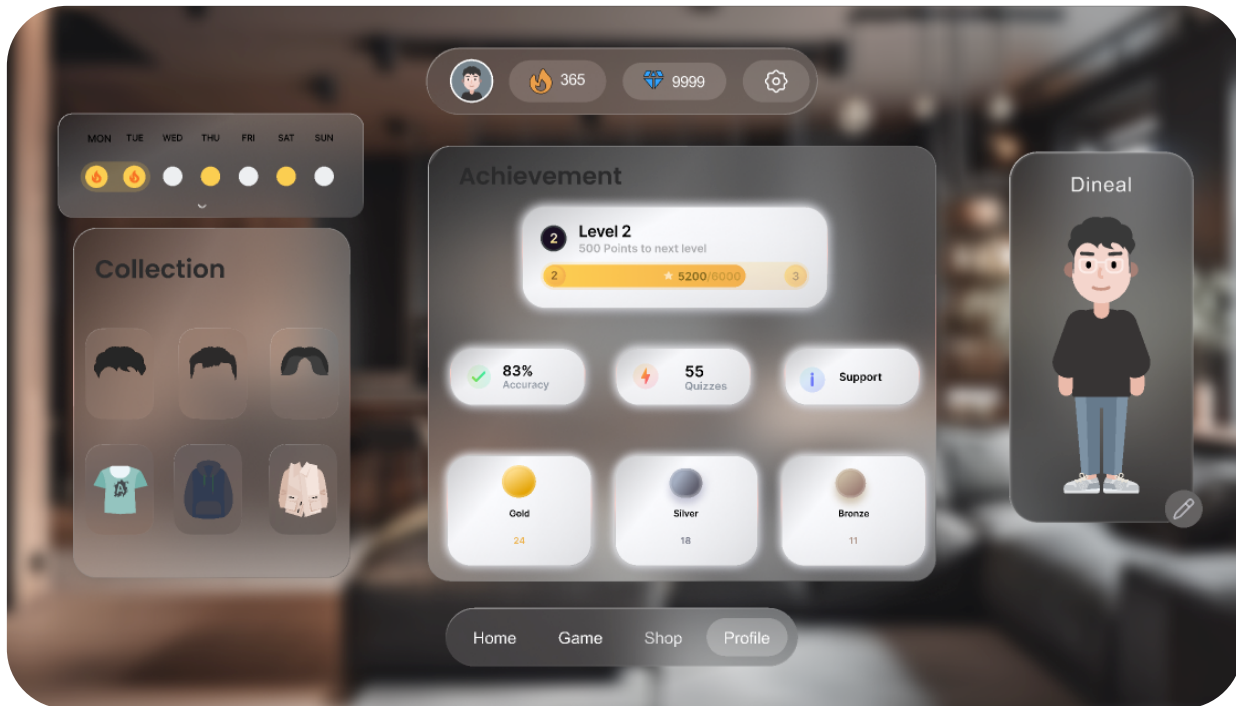 365
9999
MON TUE WED THU FRI SAT SUN
Collection
Achievement
2
Level 2
500 Points to next level
2
5200/6000
3
83%
Accuracy
55
Quizzes
Support
Gold
24
Silver
18
Bronze
11
Dineal
Home Game Shop Profile